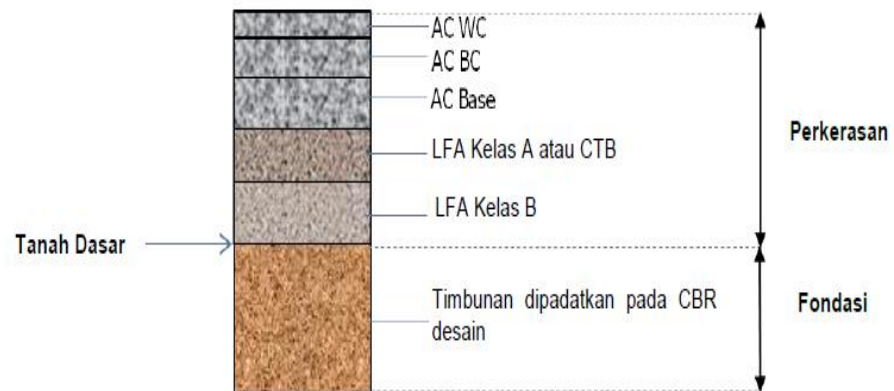 AC WC
AC BC
AC Base
LFA Kelas A atau CTB
LFA Kelas B
Perkerasan
Tanah Dasar
Timbunan dipadatkan pada CBR
desain
Fondasi